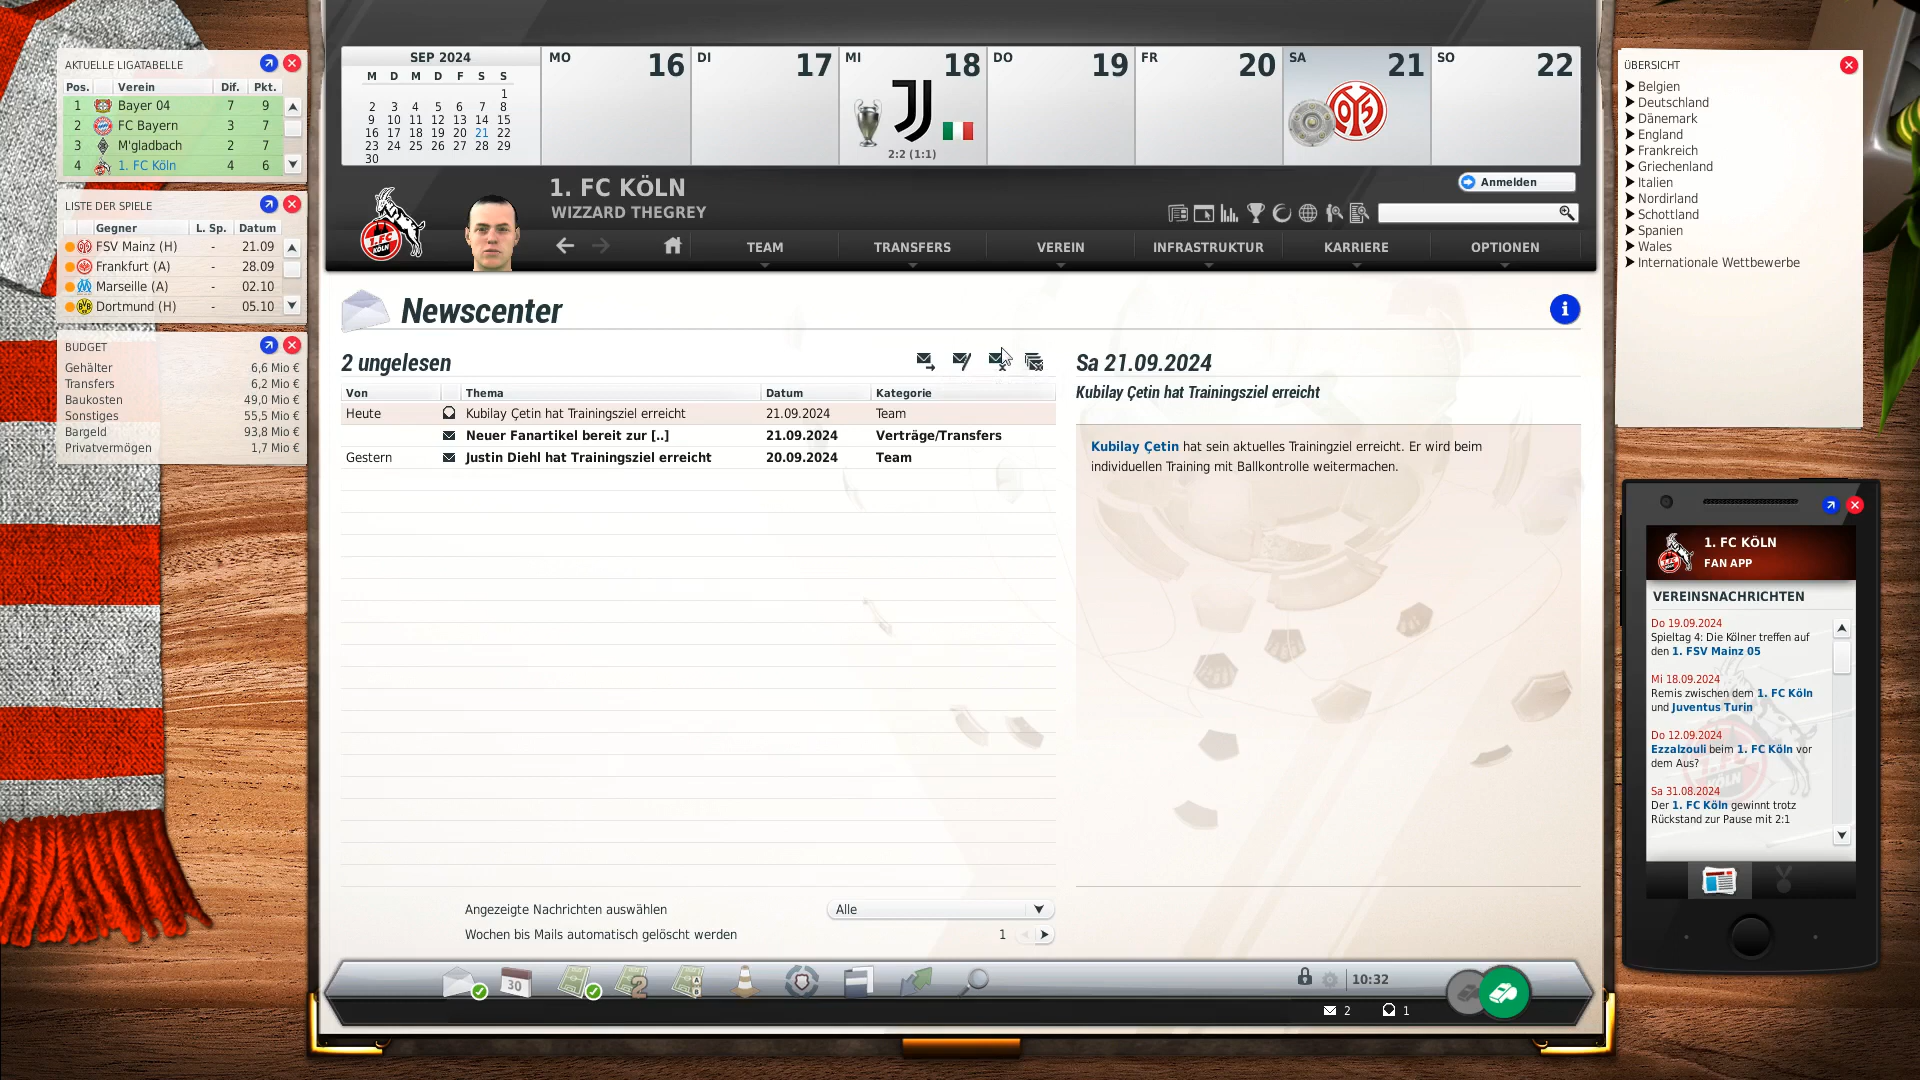 AKTUELLE LIGATABELLE
Pos. Verein Dif. Pkt.
1 Bayer 04 7 9
2 FC Bayern 3 7
3 M'gladbach 2 7
4 1. FC Köln 4 6
LISTE DER SPIELE
Gegner L. Sp. Datum
FSV Mainz (H) - 21.09
Frankfurt (A) - 28.09
Marseille (A) - 02.10
Dortmund (H) - 05.10
BUDGET
Gehälter 6,6 Mio €
Transfers 6,2 Mio €
Baukosten 49,0 Mio €
Sonstiges 55,5 Mio €
Bargeld 93,8 Mio €
Privatvermögen 1,7 Mio €
SEP 2024
M D M D F S S
1
2 3 4 5 6 7 8
9 10 11 12 13 14 15
16 17 18 19 20 21 22
23 24 25 26 27 28 29
30
MO 16
DI 17
MI 18
2:2 (1:1)
DO 19
FR 20
SA 21
SO 22
1. FC KÖLN
WIZZARD THEGREY
Anmelden
TEAM
TRANSFERS
VEREIN
INFRASTRUKTUR
KARRIERE
OPTIONEN
Newscenter
2 ungelesen
Von Thema Datum Kategorie
Heute Kubilay Çetin hat Trainingsziel erreicht 21.09.2024 Team
Neuer Fanartikel bereit zur [..] 21.09.2024 Verträge/Transfers
Gestern Justin Diehl hat Trainingsziel erreicht 20.09.2024 Team
Angezeigte Nachrichten auswählen Alle
Wochen bis Mails automatisch gelöscht werden 1
Sa 21.09.2024
Kubilay Çetin hat Trainingsziel erreicht
Kubilay Çetin hat sein aktuelles Trainingziel erreicht. Er wird beim
individuellen Training mit Ballkontrolle weitermachen.
30
2
10:32
2 1
ÜBERSICHT
Belgien
Deutschland
Dänemark
England
Frankreich
Griechenland
Italien
Nordirland
Schottland
Spanien
Wales
Internationale Wettbewerbe
1. FC KÖLN
FAN APP
VEREINSNACHRICHTEN
Do 19.09.2024
Spieltag 4: Die Kölner treffen auf
den 1. FSV Mainz 05
Mi 18.09.2024
Remis zwischen dem 1. FC Köln
und Juventus Turin
Do 12.09.2024
Ezzalzouli beim 1. FC Köln vor
dem Aus?
Sa 31.08.2024
Der 1. FC Köln gewinnt trotz
Rückstand zur Pause mit 2:1